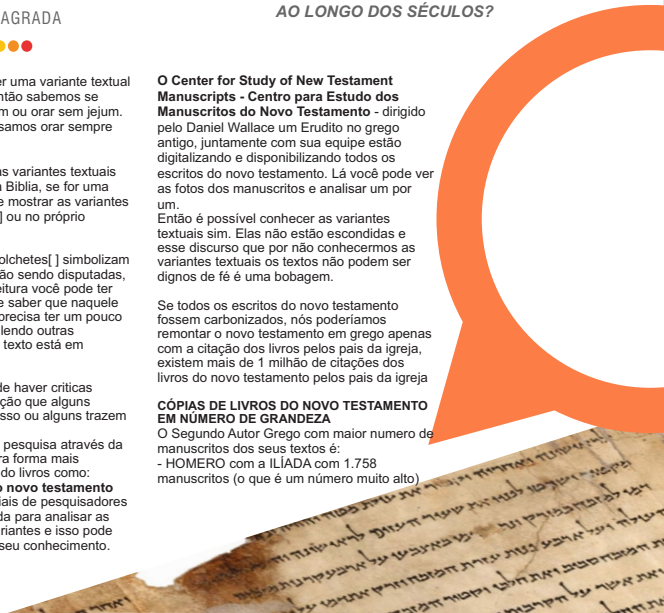 AGRADA
AO LONGO DOS SÉCULOS?
er uma variante textual
ntão sabemos se
m ou orar sem jejum.
samos orar sempre
as variantes textuais
a Biblia, se for uma
e mostrar as variantes
] ou no próprio
olchetes[ ] simbolizam
ão sendo disputadas,
eitura você pode ter
e saber que naquele
precisa ter um pouco
lendo outras
texto está em
de haver criticas
ção que alguns
sso ou alguns trazem
pesquisa através da
ra forma mais
do livros como:
o novo testamento
iais de pesquisadores
da para analisar as
riantes e isso pode
seu conhecimento.
O Center for Study of New Testament
Manuscripts - Centro para Estudo dos
Manuscritos do Novo Testamento - dirigido
pelo Daniel Wallace um Erudito no grego
antigo, juntamente com sua equipe estão
digitalizando e disponibilizando todos os
escritos do novo testamento. Lá você pode ver
as fotos dos manuscritos e analisar um por
um.
Então é possível conhecer as variantes
textuais sim. Elas não estão escondidas e
esse discurso que por não conhecermos as
variantes textuais os textos não podem ser
dignos de fé é uma bobagem.
Se todos os escritos do novo testamento
fossem carbonizados, nós poderíamos
remontar o novo testamento em grego apenas
com a citação dos livros pelos pais da igreja,
existem mais de 1 milhão de citações dos
livros do novo testamento pelos pais da igreja
CÓPIAS DE LIVROS DO NOVO TESTAMENTO
EM NÚMERO DE GRANDEZA
O Segundo Autor Grego com maior numero de
manuscritos dos seus textos é:
- HOMERO com a ILÍADA com 1.758
manuscritos (o que é um número muito alto)